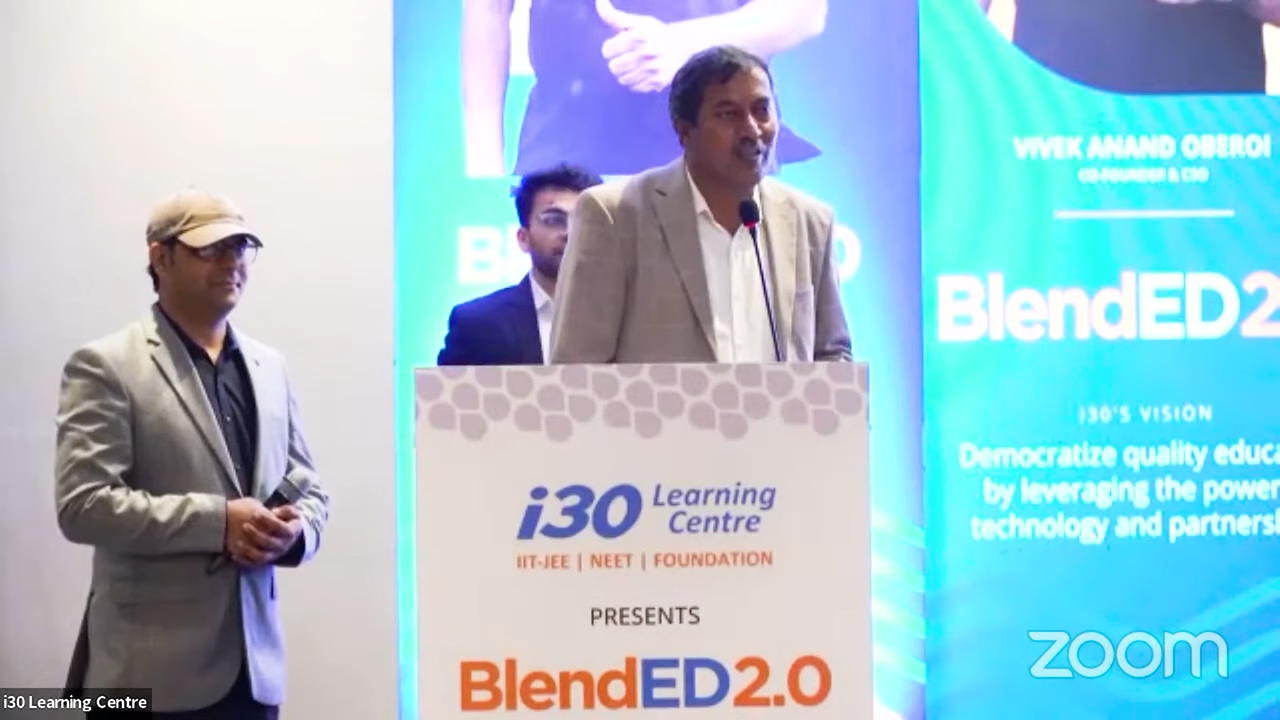 VIVEK ANAND OBEROI
CO-FOUNDER & CSO
BlendED2
i30'S VISION
Democratize quality educa
by leveraging the power
technology and partnersh
i30 Learning
Centre
IIT-JEE | NEET | FOUNDATION
PRESENTS
BlendED2.0
zoom
i30 Learning Centre